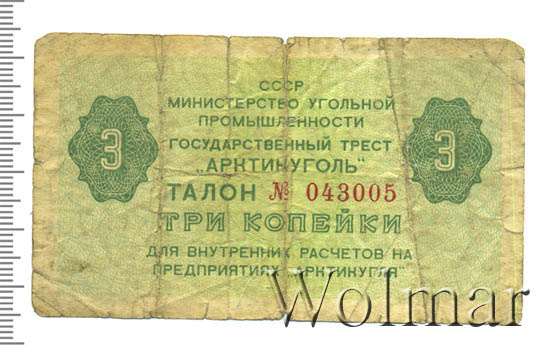 СССР
МИНИСТЕРСТВО УГОЛЬНОЙ
ПРОМЫШЛЕННОСТИ
ГОСУДАРСТВЕННЫЙ ТРЕСТ
„АРКТИКУГОЛЬ"
3 3
ТАЛОН № 043005
ТРИ КОПЕЙКИ
ДЛЯ ВНУТРЕННИХ РАСЧЕТОВ НА
ПРЕДПРИЯТИЯХ „АРКТИКУГЛЯ"
Wolmar